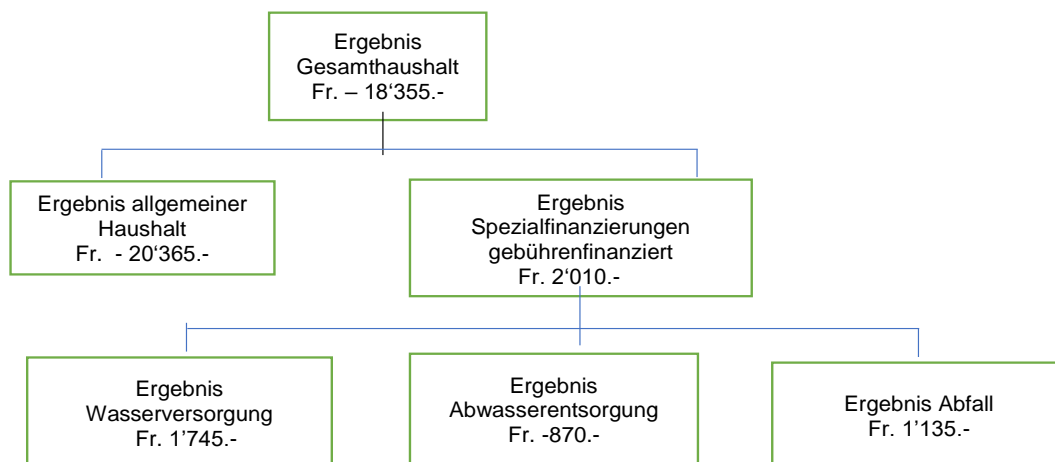 Ergebnis
Gesamthaushalt
Fr. – 18‘355.-
Ergebnis allgemeiner
Haushalt
Fr.  - 20‘365.-
Ergebnis
Spezialfinanzierungen
gebührenfinanziert
Fr. 2‘010.-
Ergebnis
Wasserversorgung
Fr. 1’745.-
Ergebnis
Abwasserentsorgung
Fr. -870.-
Ergebnis Abfall
Fr. 1’135.-